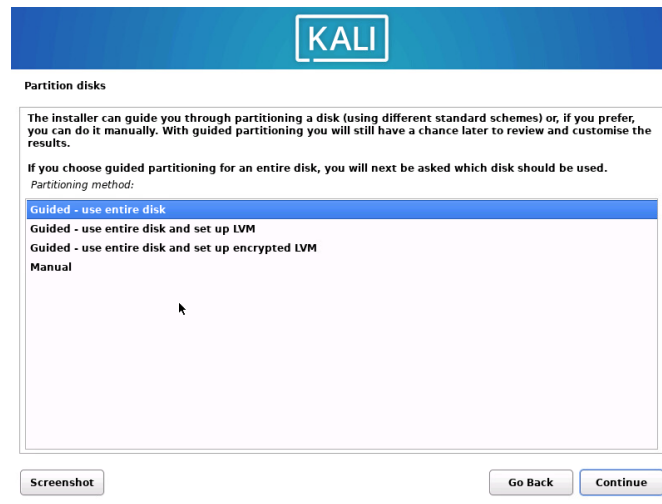 KALI
Partition disks
The installer can guide you through partitioning a disk (using different standard schemes) or, if you prefer,
you can do it manually. With guided partitioning you will still have a chance later to review and customise the
results.
If you choose guided partitioning for an entire disk, you will next be asked which disk should be used.
Partitioning method:
Guided - use entire disk
Guided - use entire disk and set up LVM
Guided - use entire disk and set up encrypted LVM
Manual
Screenshot
Go Back
Continue